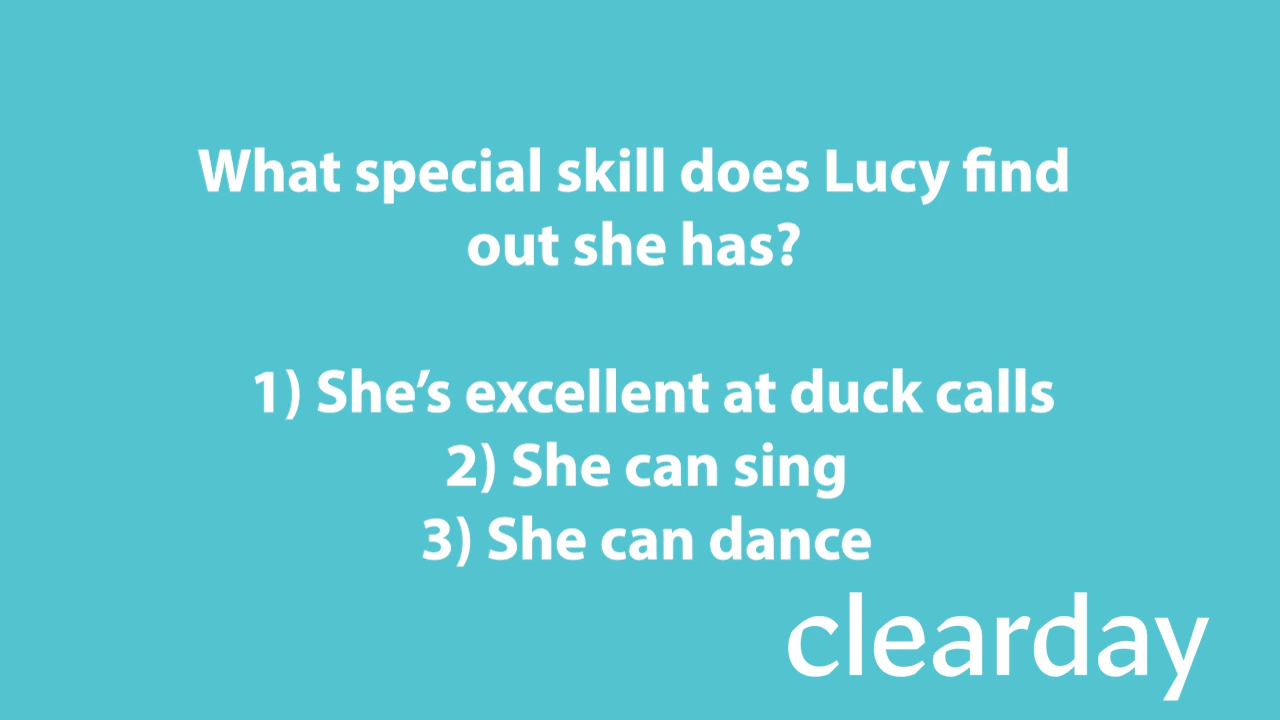 What special skill does Lucy find
out she has?
1) She’s excellent at duck calls
2) She can sing
3) She can dance
clearday